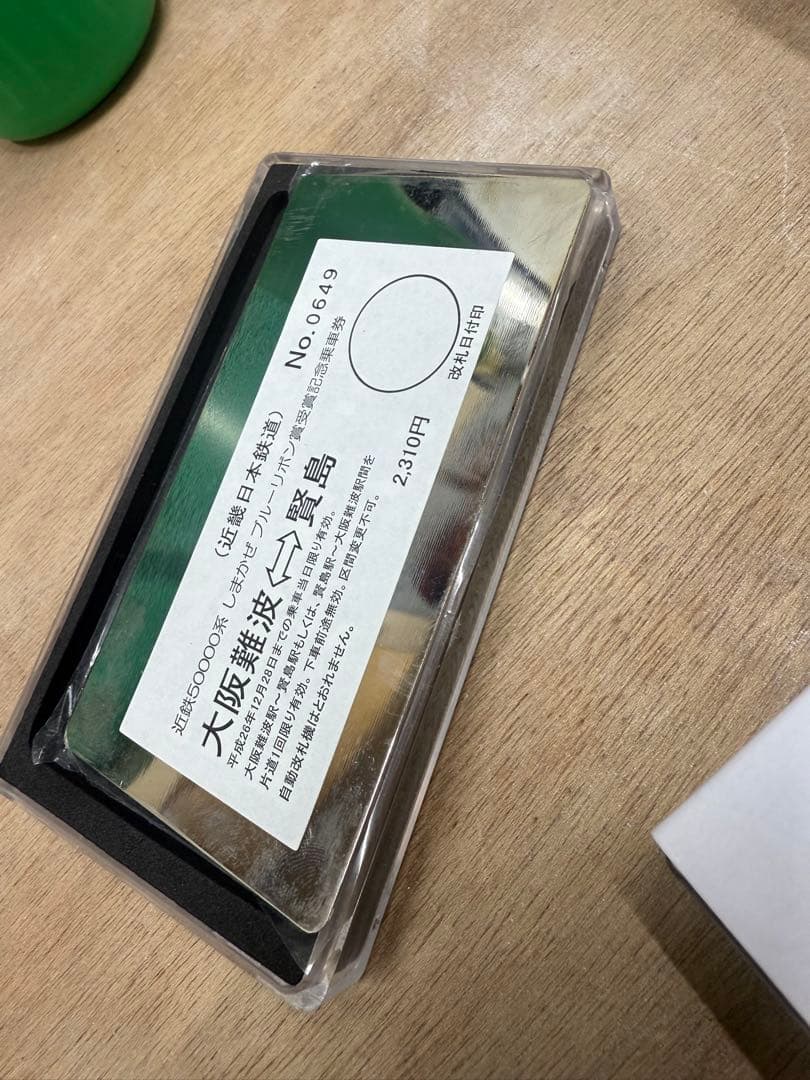 （近畿日本鉄道） No.0649
近鉄50000系 しまかぜ ブルーリボン賞受賞記念乗車券
大阪難波⇔賢島
平成26年12月28日までの乗車当日限り有効。
大阪難波駅～賢島駅もしくは、賢島駅～大阪難波駅間を
片道1回限り有効。下車前途無効。区間変更不可。
自動改札機はとおれません。
2,310円
改札日付印